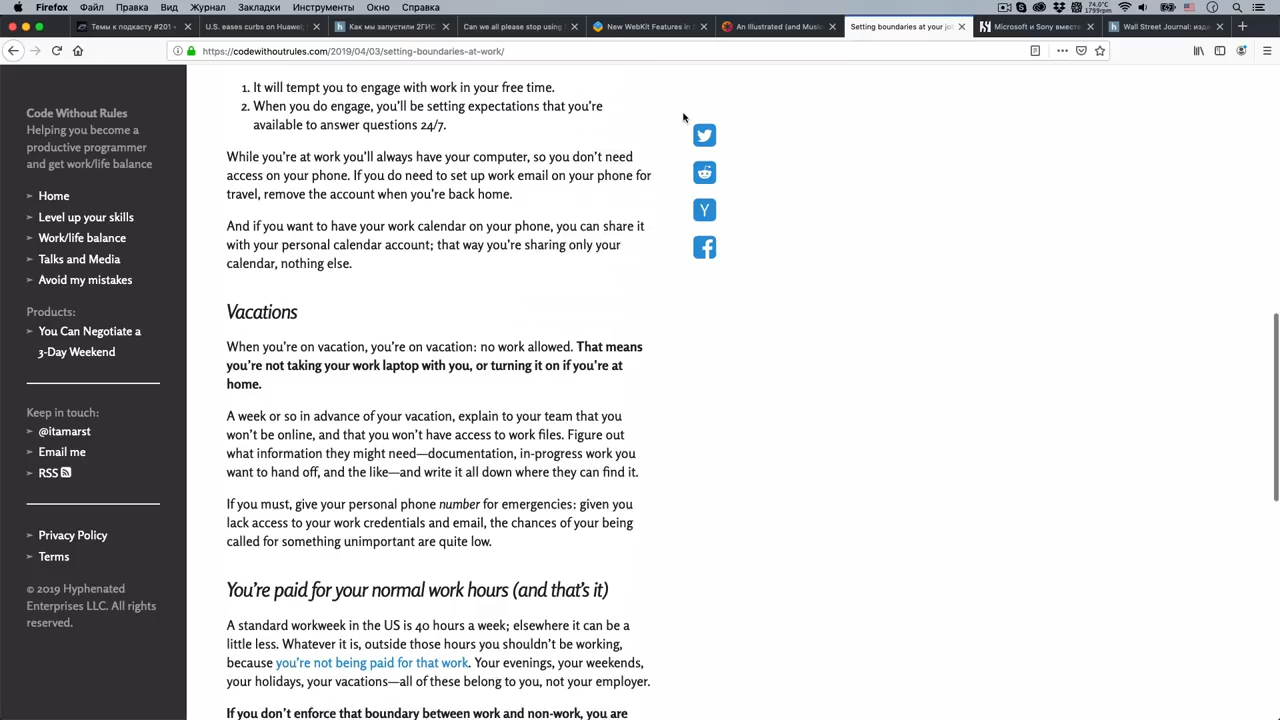 Firefox Файл Правка Вид Журнал Закладки Инструменты Окно Справка
74.0°C
1799rpm
Темы к подкасту #201
U.S. eases curbs on Huawei;
Как мы запустили 2ГИС
Can we all please stop using
New WebKit Features in
An Illustrated (and Music
Setting boundaries at your jo
Microsoft и Sony вместе
Wall Street Journal: изда
https://codewithoutrules.com/2019/04/03/setting-boundaries-at-work/
Code Without Rules
Helping you become a
productive programmer
and get work/life balance
Home
Level up your skills
Work/life balance
Talks and Media
Avoid my mistakes
Products:
You Can Negotiate a
3-Day Weekend
Keep in touch:
@itamarst
Email me
RSS
Privacy Policy
Terms
© 2019 Hyphenated
Enterprises LLC. All rights
reserved.
1. It will tempt you to engage with work in your free time.
2. When you do engage, you'll be setting expectations that you're
available to answer questions 24/7.
While you're at work you'll always have your computer, so you don't need
access on your phone. If you do need to set up work email on your phone for
travel, remove the account when you're back home.
And if you want to have your work calendar on your phone, you can share it
with your personal calendar account; that way you're sharing only your
calendar, nothing else.
Vacations
When you're on vacation, you're on vacation: no work allowed. That means
you're not taking your work laptop with you, or turning it on if you're at
home.
A week or so in advance of your vacation, explain to your team that you
won't be online, and that you won't have access to work files. Figure out
what information they might need—documentation, in-progress work you
want to hand off, and the like—and write it all down where they can find it.
If you must, give your personal phone number for emergencies: given you
lack access to your work credentials and email, the chances of your being
called for something unimportant are quite low.
You're paid for your normal work hours (and that's it)
A standard workweek in the US is 40 hours a week; elsewhere it can be a
little less. Whatever it is, outside those hours you shouldn't be working,
because you're not being paid for that work. Your evenings, your weekends,
your holidays, your vacations—all of these belong to you, not your employer.
If you don't enforce that boundary between work and non-work, you are
Y